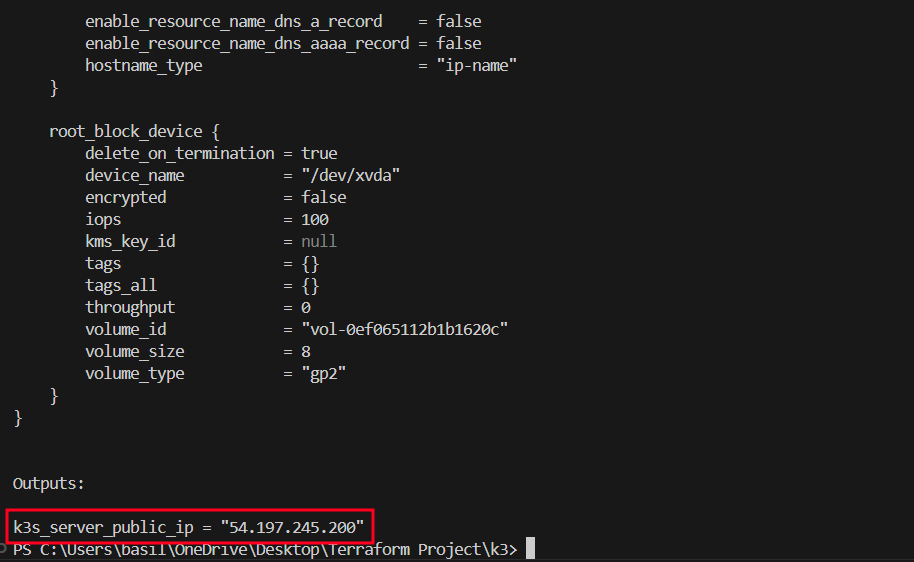 enable_resource_name_dns_a_record    = false
enable_resource_name_dns_aaaa_record = false
hostname_type                        = "ip-name"
}
root_block_device {
delete_on_termination = true
device_name           = "/dev/xvda"
encrypted             = false
iops                  = 100
kms_key_id            = null
tags                  = {}
tags_all              = {}
throughput            = 0
volume_id             = "vol-0ef065112b1b1620c"
volume_size           = 8
volume_type           = "gp2"
}
}
Outputs:
k3s_server_public_ip = "54.197.245.200"
PS C:\Users\basil\OneDrive\Desktop\Terraform Project\k3>